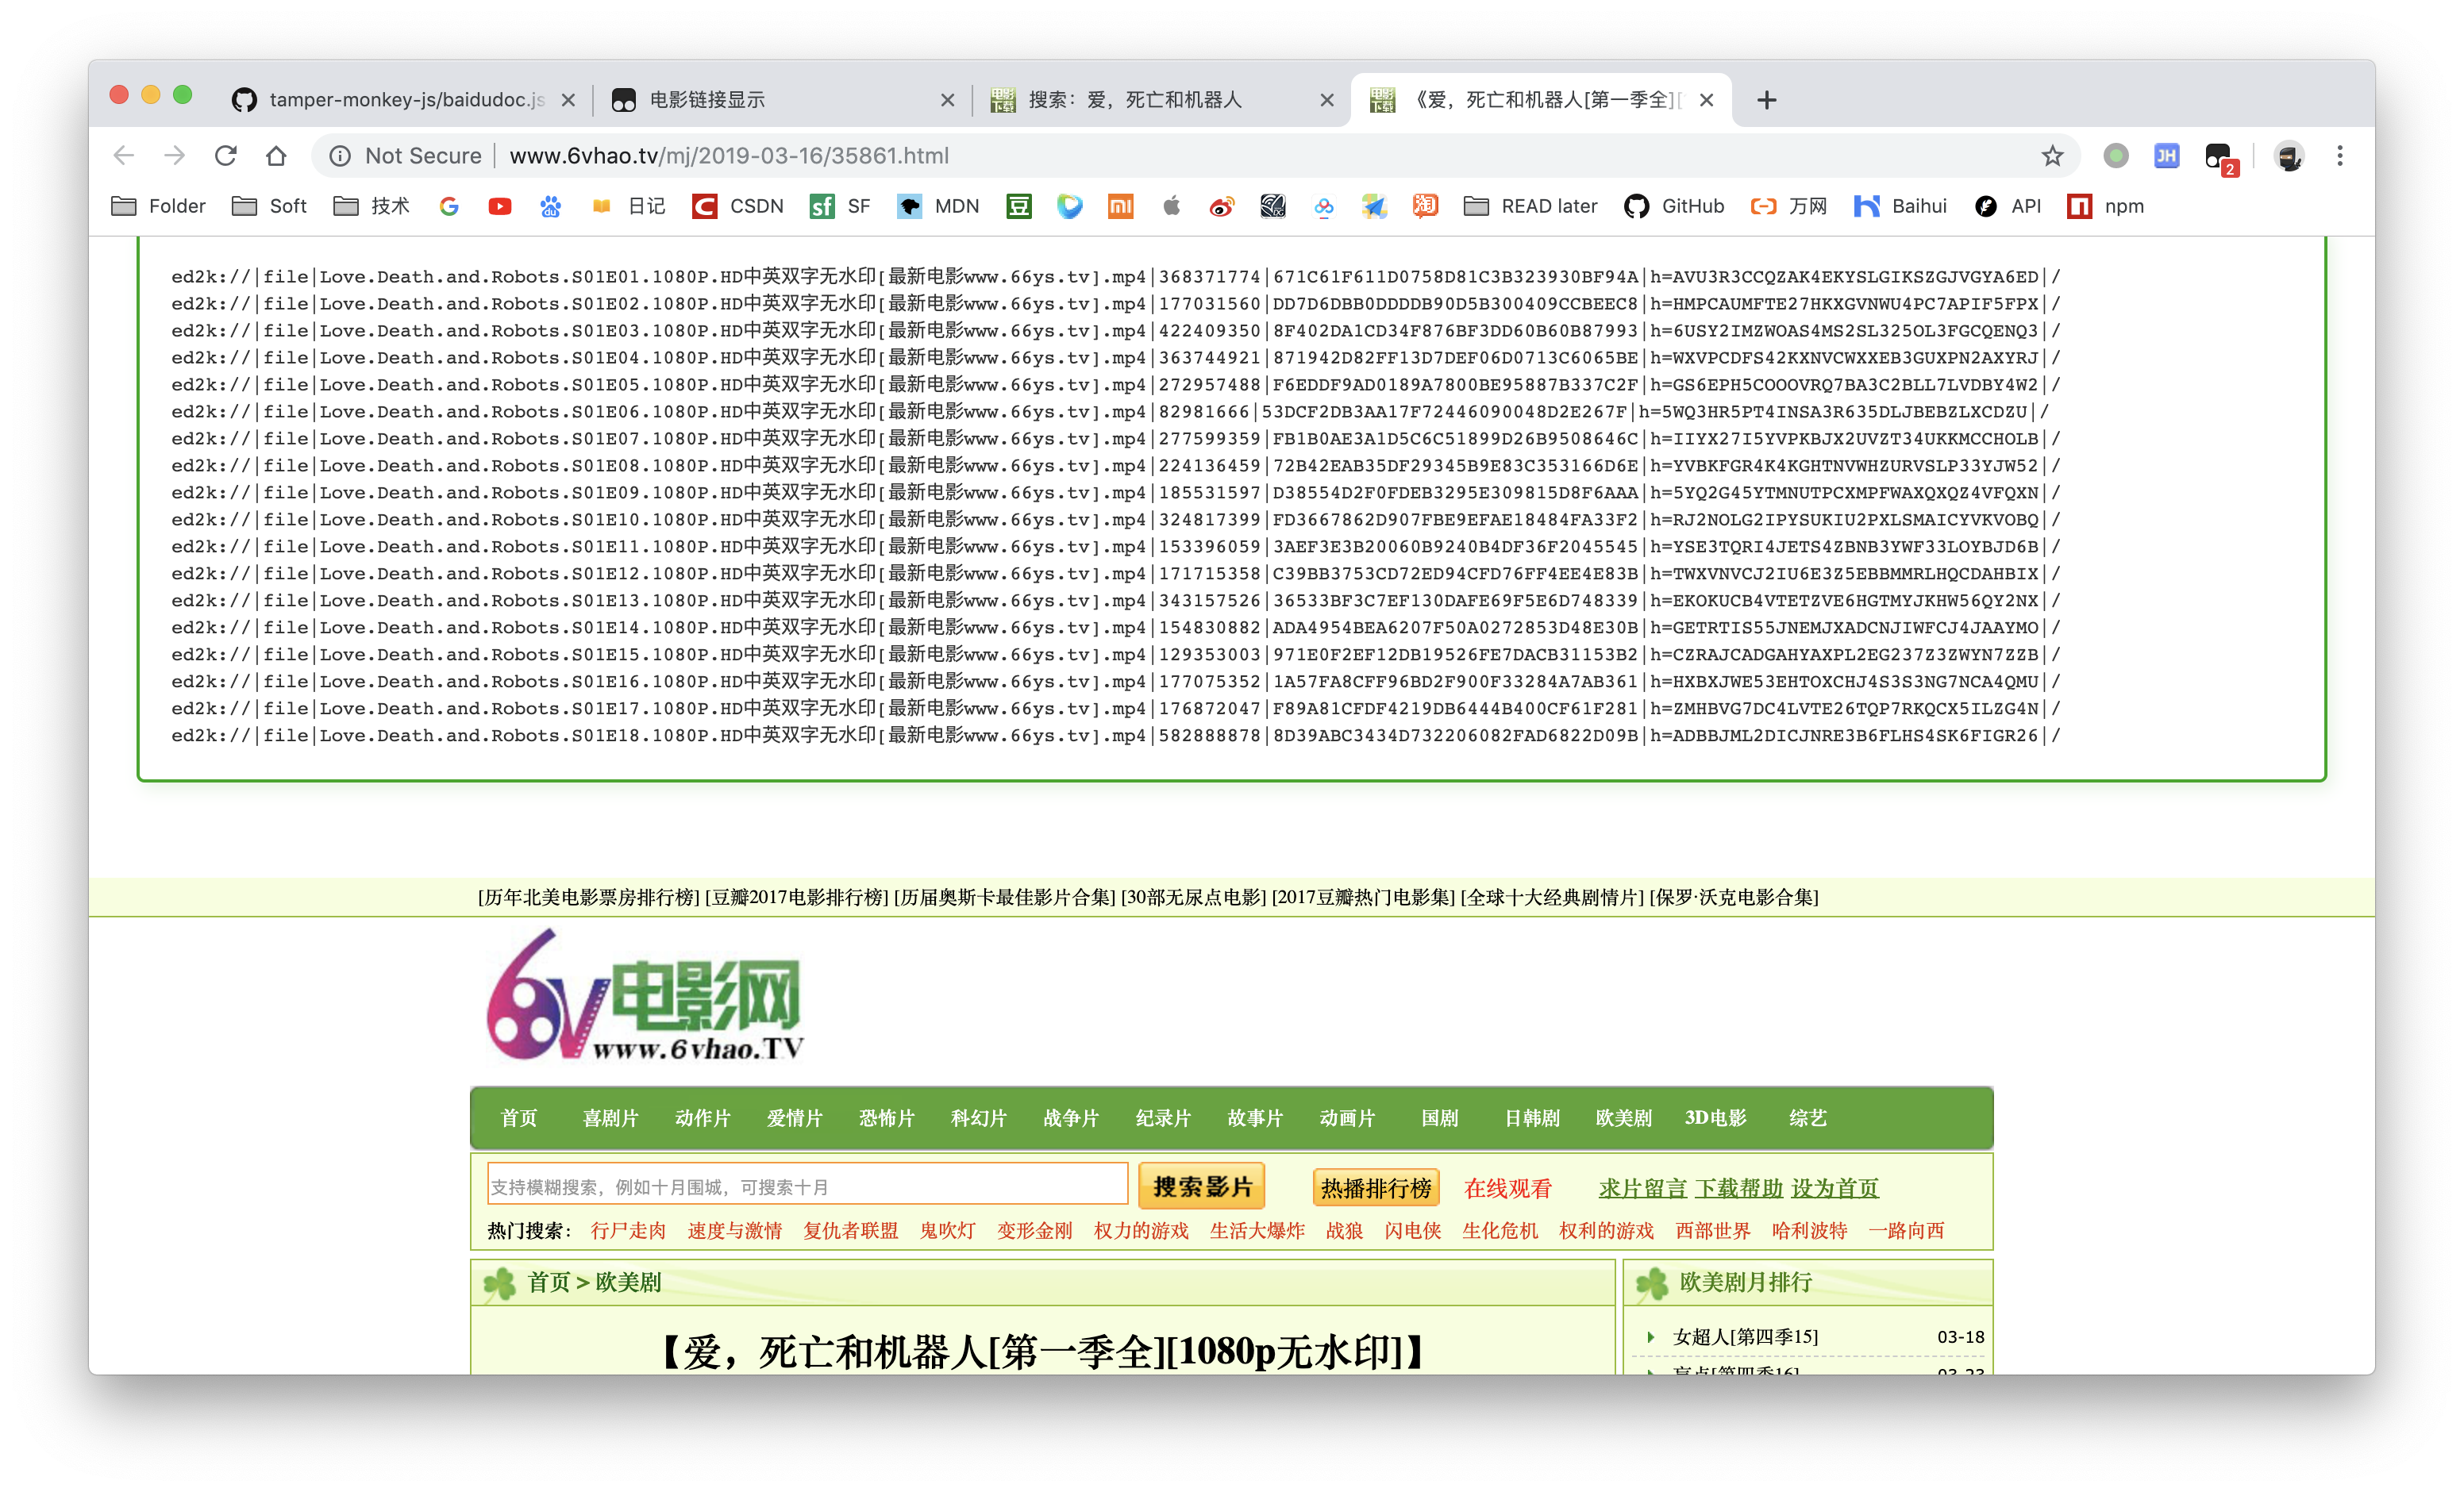 tamper-monkey-js/baidudoc.js
电影链接显示
搜索：爱，死亡和机器人
《爱，死亡和机器人[第一季全][
Not Secure
www.6vhao.tv/mj/2019-03-16/35861.html
JH
2
Folder Soft 技术 日记 CSDN SF MDN READ later GitHub 万网 Baihui API npm
ed2k://|file|Love.Death.and.Robots.S01E01.1080P.HD中英双字无水印[最新电影www.66ys.tv].mp4|368371774|671C61F611D0758D81C3B323930BF94A|h=AVU3R3CCQZAK4EKYSLGIKSZGJVGYA6ED|/
ed2k://|file|Love.Death.and.Robots.S01E02.1080P.HD中英双字无水印[最新电影www.66ys.tv].mp4|177031560|DD7D6DBB0DDDDB90D5B300409CCBEEC8|h=HMPCAUMFTE27HKXGVNWU4PC7APIF5FPX|/
ed2k://|file|Love.Death.and.Robots.S01E03.1080P.HD中英双字无水印[最新电影www.66ys.tv].mp4|422409350|8F402DA1CD34F876BF3DD60B60B87993|h=6USY2IMZWOAS4MS2SL325OL3FGCQENQ3|/
ed2k://|file|Love.Death.and.Robots.S01E04.1080P.HD中英双字无水印[最新电影www.66ys.tv].mp4|363744921|871942D82FF13D7DEF06D0713C6065BE|h=WXVPCDFS42KXNVCWXXEB3GUXPN2AXYRJ|/
ed2k://|file|Love.Death.and.Robots.S01E05.1080P.HD中英双字无水印[最新电影www.66ys.tv].mp4|272957488|F6EDDF9AD0189A7800BE95887B337C2F|h=GS6EPH5COOOVRQ7BA3C2BLL7LVDBY4W2|/
ed2k://|file|Love.Death.and.Robots.S01E06.1080P.HD中英双字无水印[最新电影www.66ys.tv].mp4|82981666|53DCF2DB3AA17F72446090048D2E267F|h=5WQ3HR5PT4INSA3R635DLJBEBZLXCDZU|/
ed2k://|file|Love.Death.and.Robots.S01E07.1080P.HD中英双字无水印[最新电影www.66ys.tv].mp4|277599359|FB1B0AE3A1D5C6C51899D26B9508646C|h=IIYX27I5YVPKBJX2UVZT34UKKMCCHOLB|/
ed2k://|file|Love.Death.and.Robots.S01E08.1080P.HD中英双字无水印[最新电影www.66ys.tv].mp4|224136459|72B42EAB35DF29345B9E83C353166D6E|h=YVBKFGR4K4KGHTNVWHZURVSLP33YJW52|/
ed2k://|file|Love.Death.and.Robots.S01E09.1080P.HD中英双字无水印[最新电影www.66ys.tv].mp4|185531597|D38554D2F0FDEB3295E309815D8F6AAA|h=5YQ2G45YTMNUTPCXMPFWAXQXQZ4VFQXN|/
ed2k://|file|Love.Death.and.Robots.S01E10.1080P.HD中英双字无水印[最新电影www.66ys.tv].mp4|324817399|FD3667862D907FBE9EFAE18484FA33F2|h=RJ2NOLG2IPYSUKIU2PXLSMAICYVKVOBQ|/
ed2k://|file|Love.Death.and.Robots.S01E11.1080P.HD中英双字无水印[最新电影www.66ys.tv].mp4|153396059|3AEF3E3B20060B9240B4DF36F2045545|h=YSE3TQRI4JETS4ZBNB3YWF33LOYBJD6B|/
ed2k://|file|Love.Death.and.Robots.S01E12.1080P.HD中英双字无水印[最新电影www.66ys.tv].mp4|171715358|C39BB3753CD72ED94CFD76FF4EE4E83B|h=TWXVNVCJ2IU6E3Z5EBBMMRLHQCDAHBIX|/
ed2k://|file|Love.Death.and.Robots.S01E13.1080P.HD中英双字无水印[最新电影www.66ys.tv].mp4|343157526|36533BF3C7EF130DAFE69F5E6D748339|h=EKOKUCB4VTETZVE6HGTMYJKHW56QY2NX|/
ed2k://|file|Love.Death.and.Robots.S01E14.1080P.HD中英双字无水印[最新电影www.66ys.tv].mp4|154830882|ADA4954BEA6207F50A0272853D48E30B|h=GETRTIS55JNEMJXADCNJIWFCJ4JAAYMO|/
ed2k://|file|Love.Death.and.Robots.S01E15.1080P.HD中英双字无水印[最新电影www.66ys.tv].mp4|129353003|971E0F2EF12DB19526FE7DACB31153B2|h=CZRAJCADGAHYAXPL2EG237Z3ZWYN7ZZB|/
ed2k://|file|Love.Death.and.Robots.S01E16.1080P.HD中英双字无水印[最新电影www.66ys.tv].mp4|177075352|1A57FA8CFF96BD2F900F33284A7AB361|h=HXBXJWE53EHTOXCHJ4S3S3NG7NCA4QMU|/
ed2k://|file|Love.Death.and.Robots.S01E17.1080P.HD中英双字无水印[最新电影www.66ys.tv].mp4|176872047|F89A81CFDF4219DB6444B400CF61F281|h=ZMHBVG7DC4LVTE26TQP7RKQCX5ILZG4N|/
ed2k://|file|Love.Death.and.Robots.S01E18.1080P.HD中英双字无水印[最新电影www.66ys.tv].mp4|582888878|8D39ABC3434D732206082FAD6822D09B|h=ADBBJML2DICJNRE3B6FLHS4SK6FIGR26|/
[历年北美电影票房排行榜] [豆瓣2017电影排行榜] [历届奥斯卡最佳影片合集] [30部无尿点电影] [2017豆瓣热门电影集] [全球十大经典剧情片] [保罗·沃克电影合集]
6v电影网
www.6vhao.TV
首页 喜剧片 动作片 爱情片 恐怖片 科幻片 战争片 纪录片 故事片 动画片 国剧 日韩剧 欧美剧 3D电影 综艺
支持模糊搜索，例如十月围城，可搜索十月 搜索影片 热播排行榜 在线观看 求片留言 下载帮助 设为首页
热门搜索： 行尸走肉 速度与激情 复仇者联盟 鬼吹灯 变形金刚 权力的游戏 生活大爆炸 战狼 闪电侠 生化危机 权利的游戏 西部世界 哈利波特 一路向西
首页 > 欧美剧
欧美剧月排行
【爱，死亡和机器人[第一季全][1080p无水印]】
女超人[第四季15] 03-18
盲点[第四季16] 03-23